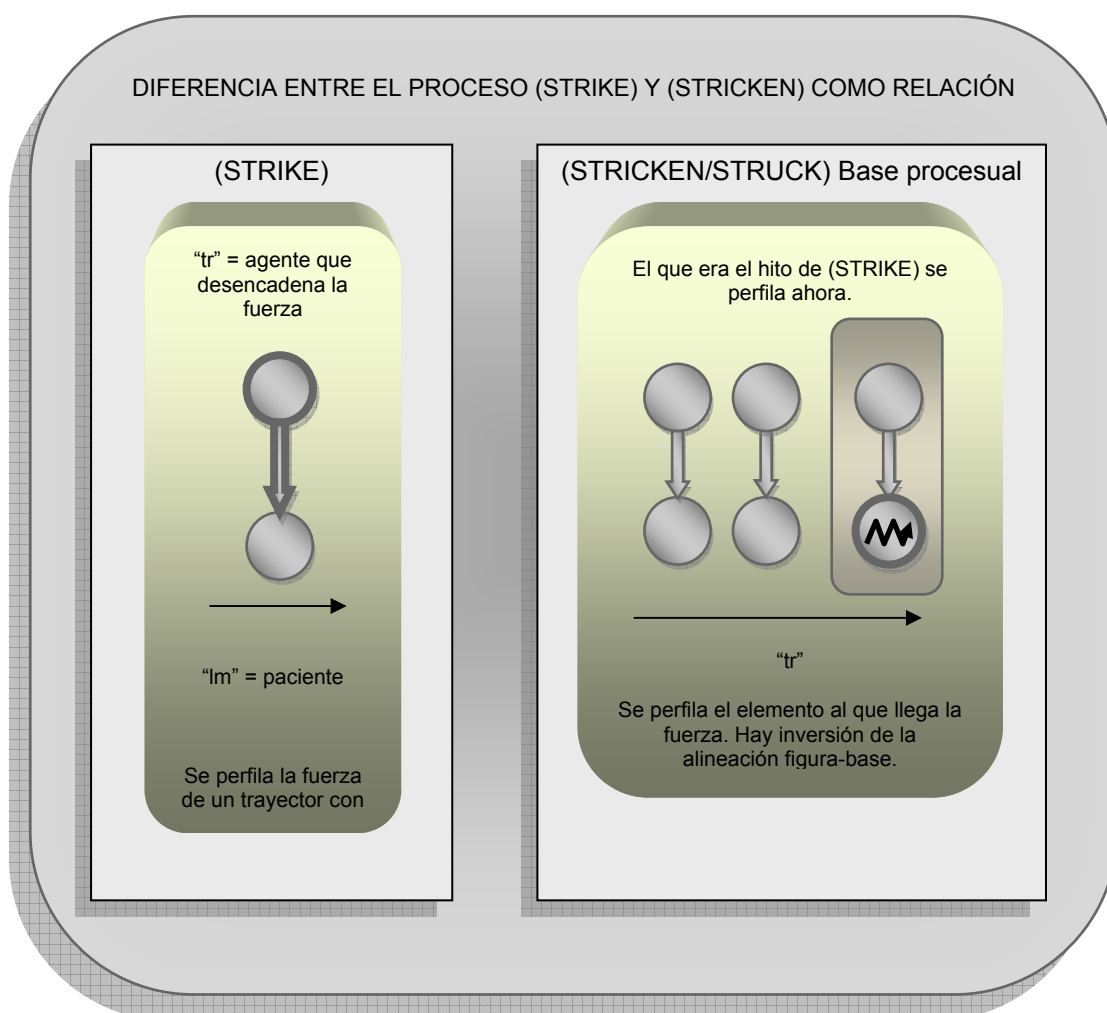 DIFERENCIA ENTRE EL PROCESO (STRIKE) Y (STRICKEN) COMO RELACIÓN
(STRIKE)
“tr” = agente que
desencadena la
fuerza
“lm” = paciente
Se perfila la fuerza
de un trayector con
(STRICKEN/STRUCK) Base procesual
El que era el hito de (STRIKE) se
perfila ahora.
“tr”
Se perfila el elemento al que llega la
fuerza. Hay inversión de la
alineación figura-base.